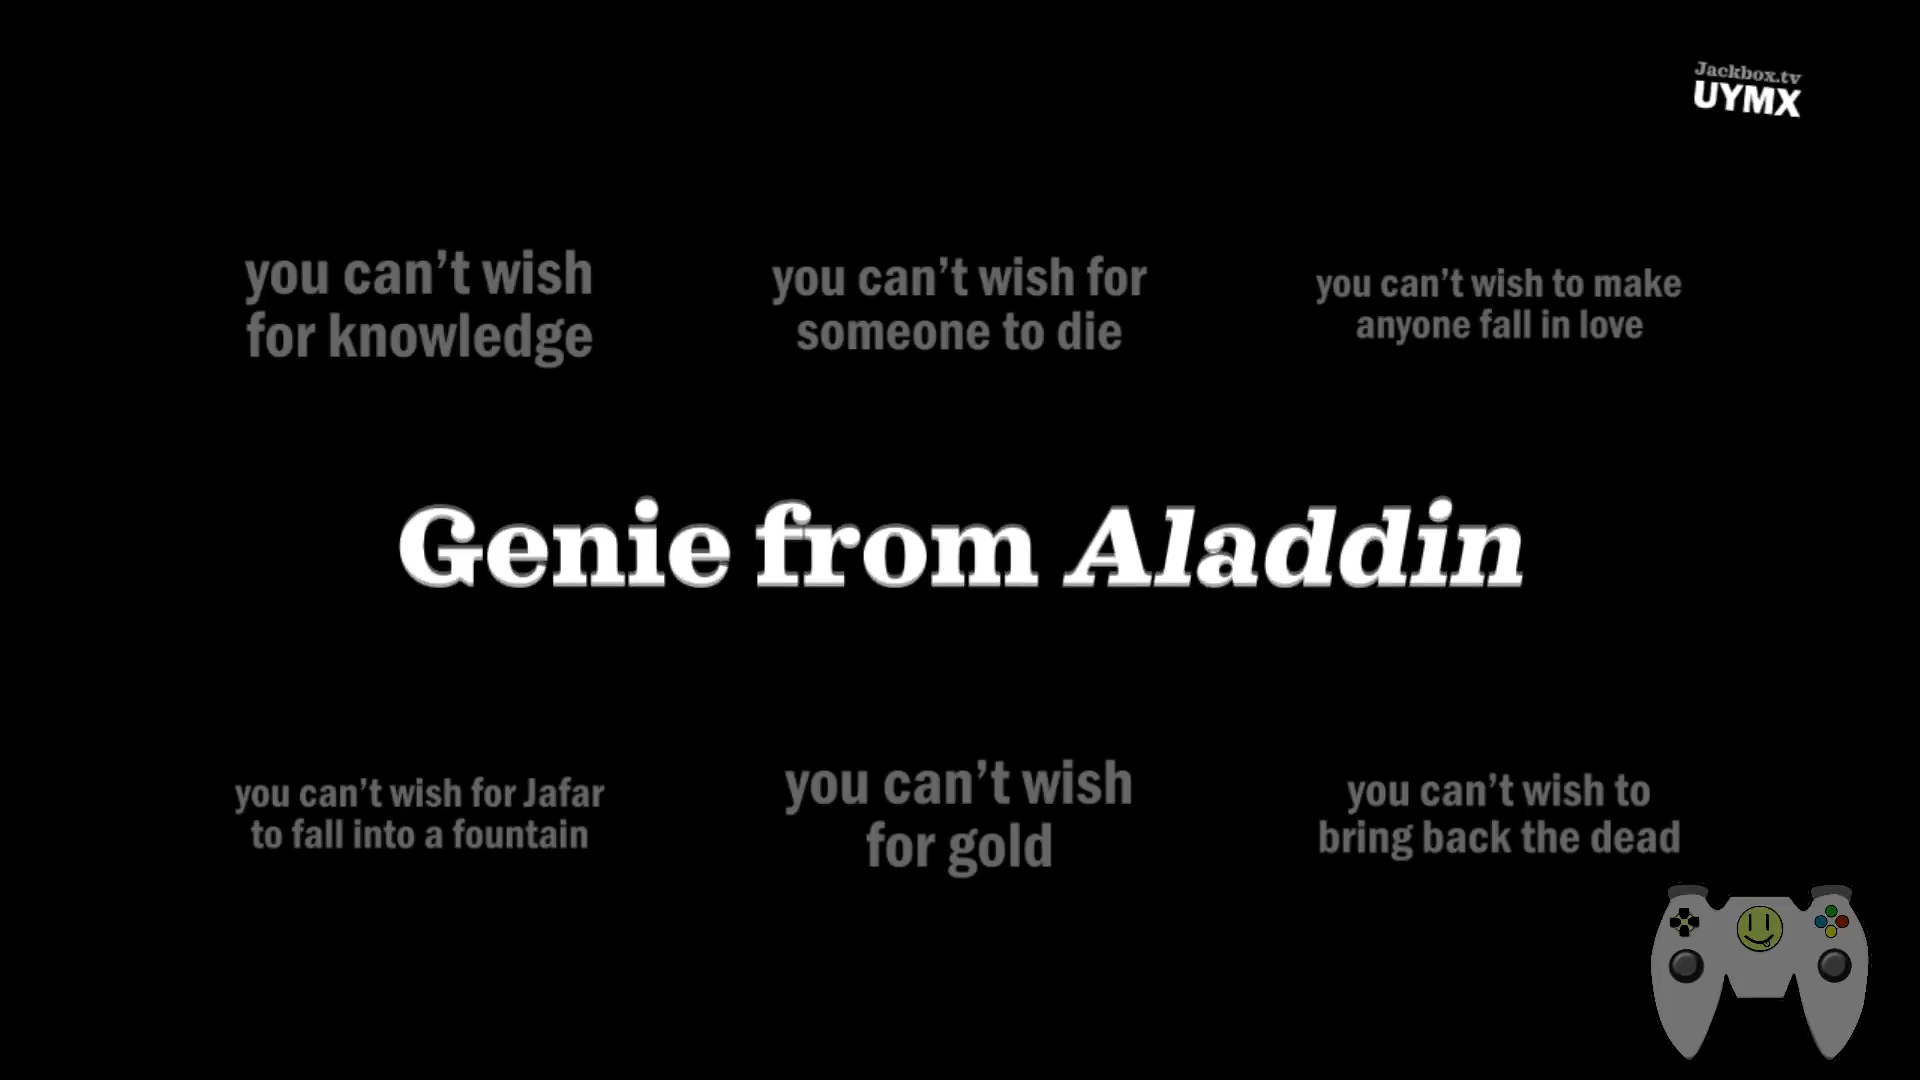 Jackbox.tv
UYMX
you can’t wish
for knowledge
you can’t wish for
someone to die
you can’t wish to make
anyone fall in love
Genie from Aladdin
you can’t wish for Jafar
to fall into a fountain
you can’t wish
for gold
you can’t wish to
bring back the dead